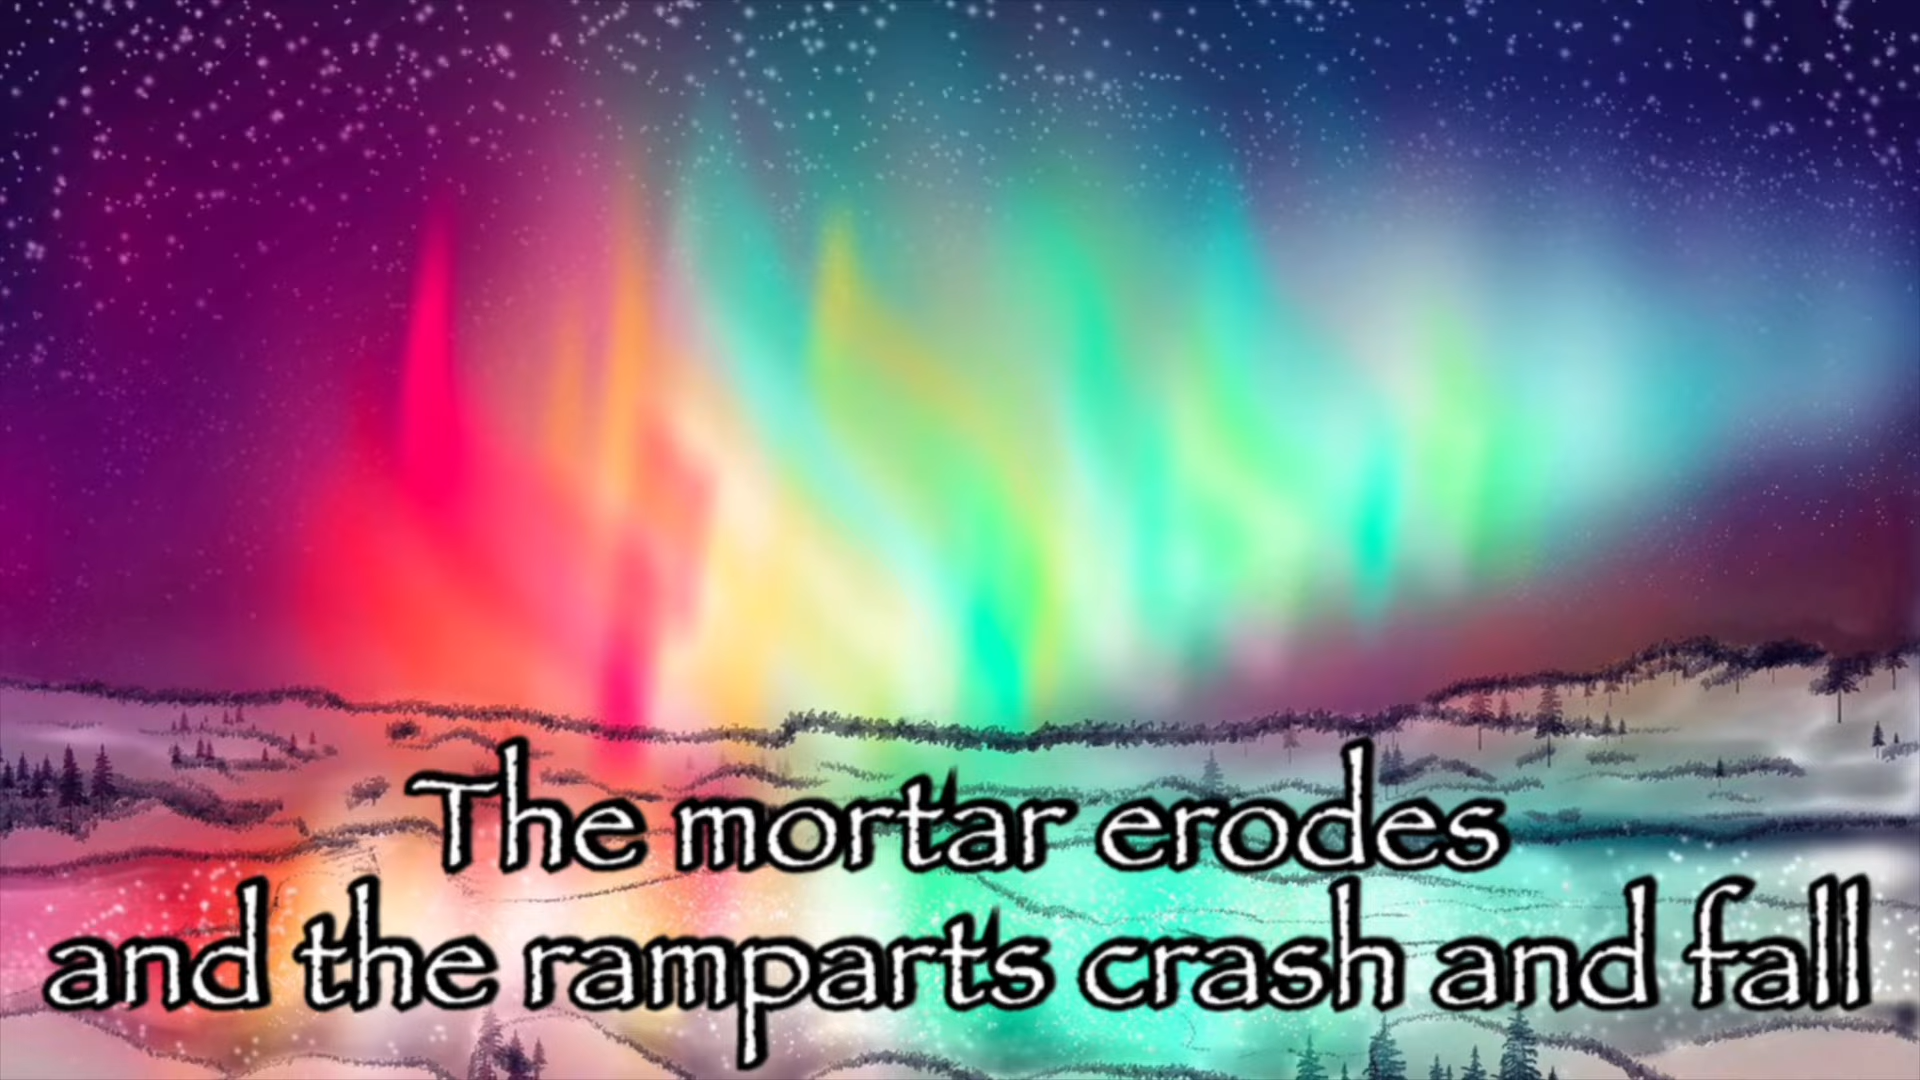 The mortar erodes
and the ramparts crash and fall